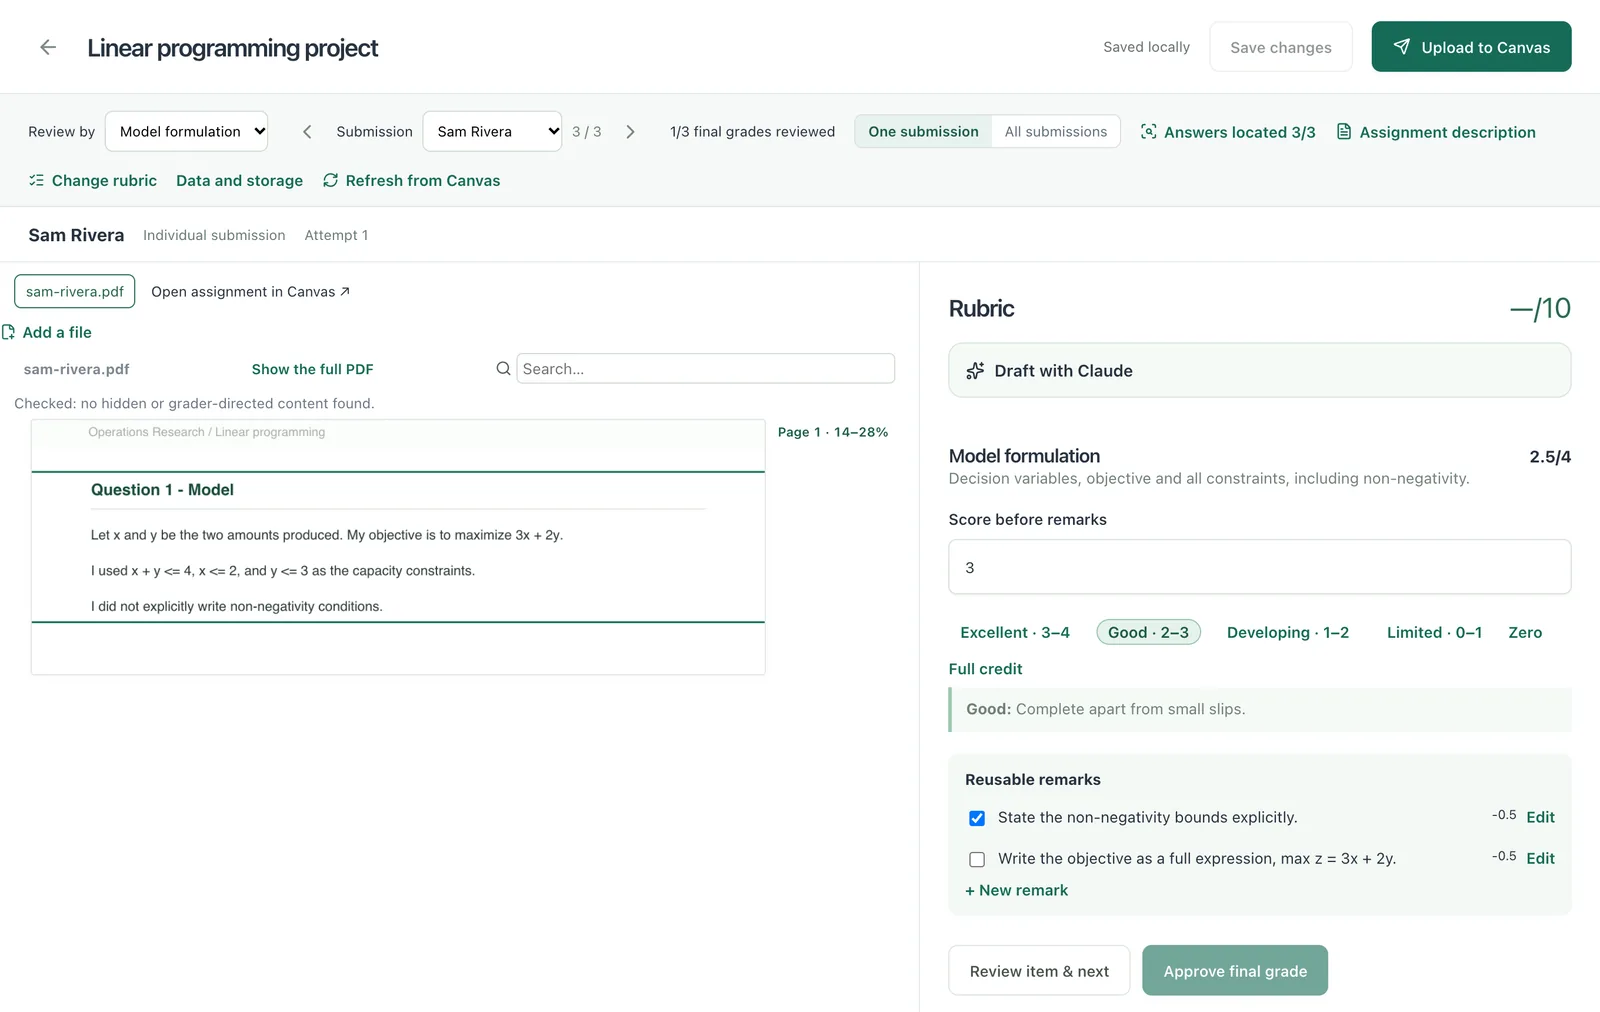 Linear programming project
Saved locally
Save changes
Upload to Canvas
Review by
Model formulation
Submission
Sam Rivera
3 / 3
1/3 final grades reviewed
One submission
All submissions
Answers located 3/3
Assignment description
Change rubric
Data and storage
Refresh from Canvas
Sam Rivera
Individual submission
Attempt 1
sam-rivera.pdf
Open assignment in Canvas ↗
Add a file
sam-rivera.pdf
Show the full PDF
Search...
Checked: no hidden or grader-directed content found.
Operations Research / Linear programming
Page 1 · 14–28%
Question 1 - Model
Let x and y be the two amounts produced. My objective is to maximize 3x + 2y.
I used x + y <= 4, x <= 2, and y <= 3 as the capacity constraints.
I did not explicitly write non-negativity conditions.
Rubric
—/10
Draft with Claude
Model formulation
2.5/4
Decision variables, objective and all constraints, including non-negativity.
Score before remarks
3
Excellent · 3–4
Good · 2–3
Developing · 1–2
Limited · 0–1
Zero
Full credit
Good: Complete apart from small slips.
Reusable remarks
State the non-negativity bounds explicitly.
-0.5
Edit
Write the objective as a full expression, max z = 3x + 2y.
-0.5
Edit
+ New remark
Review item & next
Approve final grade